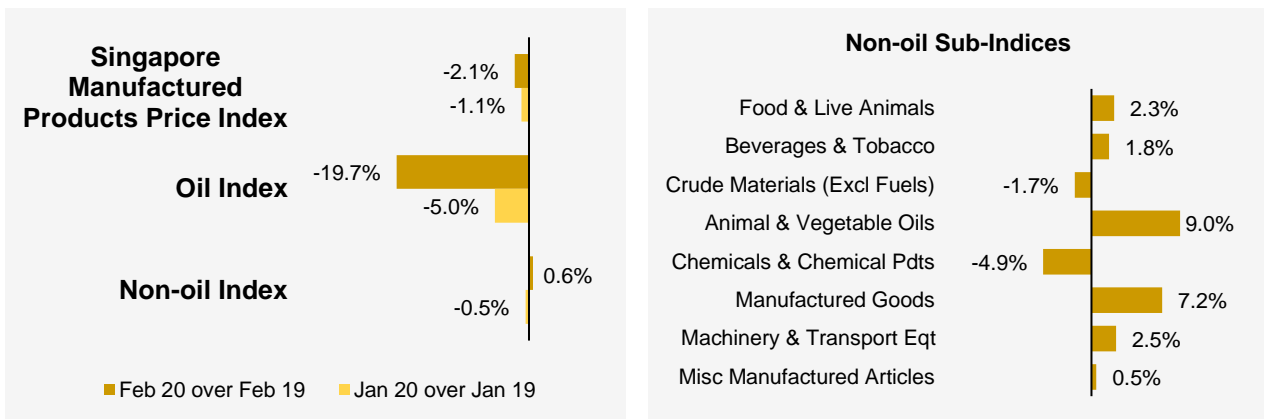 Singapore
Manufactured
Products Price Index
-2.1%
-1.1%
Oil Index
-19.7%
-5.0%
Non-oil Index
0.6%
-0.5%
Feb 20 over Feb 19 Jan 20 over Jan 19
Non-oil Sub-Indices
Food & Live Animals 2.3%
Beverages & Tobacco 1.8%
Crude Materials (Excl Fuels) -1.7%
Animal & Vegetable Oils 9.0%
Chemicals & Chemical Pdts -4.9%
Manufactured Goods 7.2%
Machinery & Transport Eqt 2.5%
Misc Manufactured Articles 0.5%